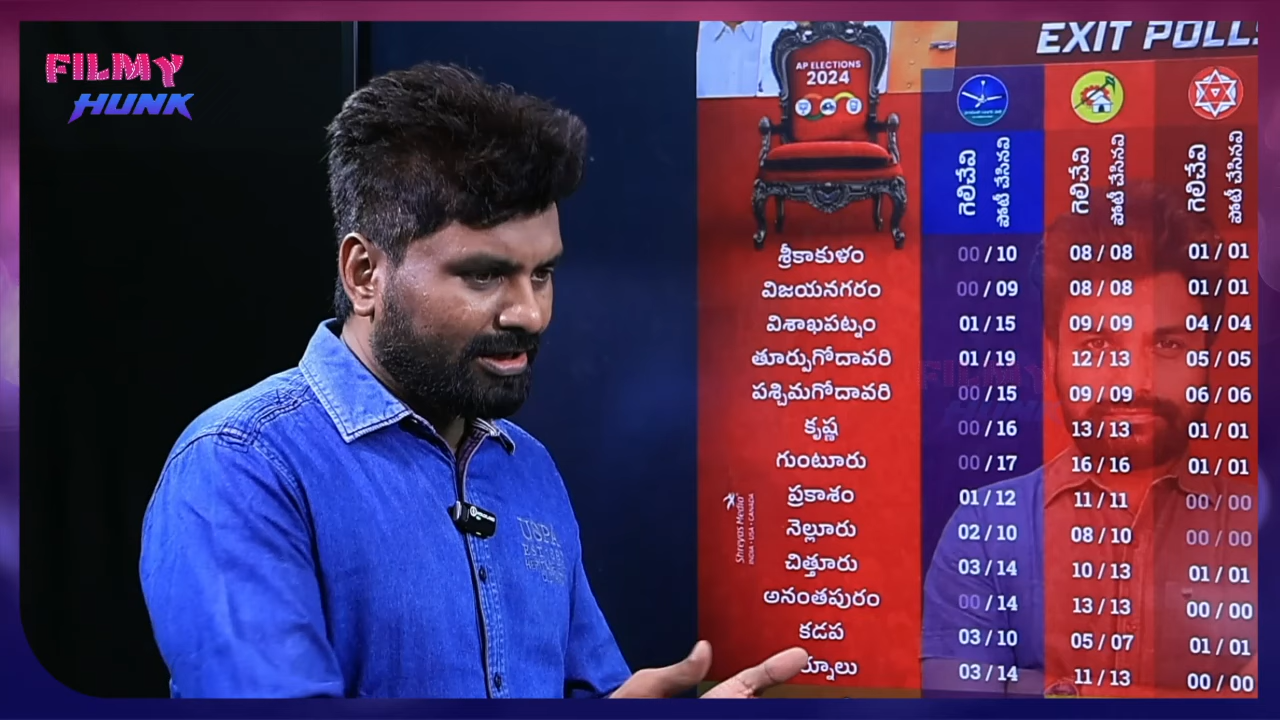 FILMY
HUNK
EXIT POLLS
AP ELECTIONS
2024
గెలిచేవి
పోటీ చేసినవి
గెలిచేవి
పోటీ చేసినవి
గెలిచేవి
పోటీ చేసినవి
శ్రీకాకుళం 00 / 10 08 / 08 01 / 01
విజయనగరం 00 / 09 08 / 08 01 / 01
విశాఖపట్నం 01 / 15 09 / 09 04 / 04
తూర్పుగోదావరి 01 / 19 12 / 13 05 / 05
పశ్చిమగోదావరి 00 / 15 09 / 09 06 / 06
కృష్ణ 00 / 16 13 / 13 01 / 01
గుంటూరు 00 / 17 16 / 16 01 / 01
ప్రకాశం 01 / 12 11 / 11 00 / 00
నెల్లూరు 02 / 10 08 / 10 00 / 00
చిత్తూరు 03 / 14 10 / 13 01 / 01
అనంతపురం 00 / 14 13 / 13 00 / 00
కడప 03 / 10 05 / 07 01 / 01
ర్నూలు 03 / 14 11 / 13 00 / 00
Shreyas Media
INDIA • USA • CANADA
USPA